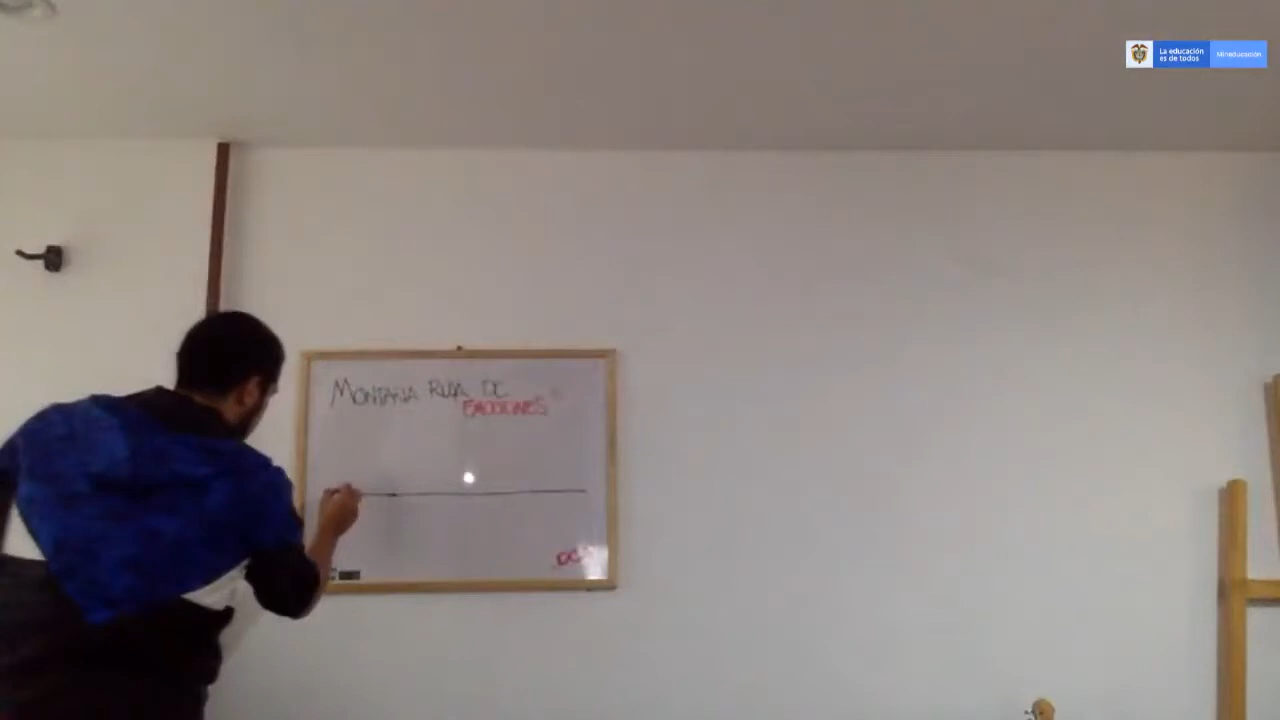 La educación
es de todos
Mineducación
MONTAÑA RUSA DE
EMOCIONES